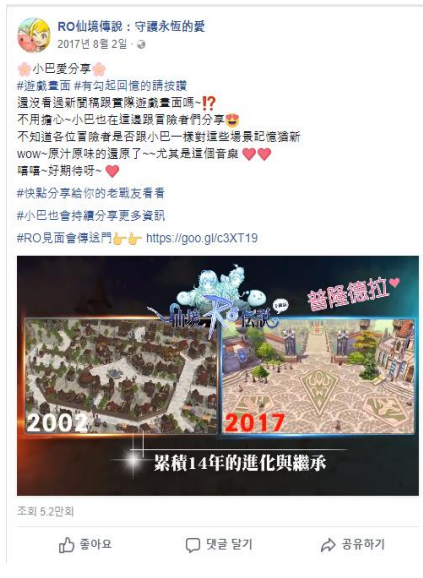 RO仙境傳說：守護永恆的愛
2017년 8월 2일 ·
🌸小巴愛分享🌸
#遊戲畫面 #有勾起回憶的請按讚
還沒看過新聞稿跟實際遊戲畫面嗎~⁉️
不用擔心~小巴也在這邊跟冒險者們分享😍
不知道各位冒險者是否跟小巴一樣對這些場景記憶猶新
wow~原汁原味的還原了~~尤其是這個音樂 ❤️❤️
嘻嘻~好期待呀~ ❤️
#快點分享給你的老戰友看看
#小巴也會持續分享更多資訊
#RO見面會傳送門👉👉 https://goo.gl/c3XT19
仙境RO傳說
普隆德拉
2002
2017
累積14年的進化與繼承
조회 5.2만회
좋아요
댓글 달기
공유하기